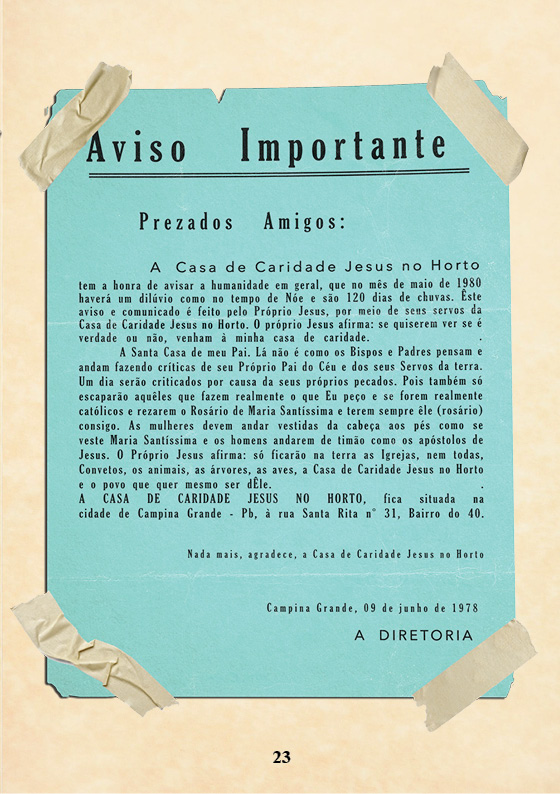 Aviso Importante
Prezados Amigos:
A Casa de Caridade Jesus no Horto
tem a honra de avisar a humanidade em geral, que no mês de maio de 1980
haverá um dilúvio como no tempo de Nóe e são 120 dias de chuvas. Êste
aviso e comunicado é feito pelo Próprio Jesus, por meio de seus servos da
Casa de Caridade Jesus no Horto. O próprio Jesus afirma: se quiserem ver se é
verdade ou não, venham à minha casa de caridade. .
A Santa Casa de meu Pai. Lá não é como os Bispos e Padres pensam e
andam fazendo críticas de seu Próprio Pai do Céu e dos seus Servos da terra.
Um dia serão criticados por causa da seus próprios pecados. Pois também só
escaparão aquêles que fazem realmente o que Eu peço e se forem realmente
católicos e rezarem o Rosário de Maria Santíssima e terem sempre êle (rosário)
consigo. As mulheres devem andar vestidas da cabeça aos pés como se
veste Maria Santíssima e os homens andarem de timão como os apóstolos de
Jesus. O Próprio Jesus afirma: só ficarão na terra as Igrejas, nem todas,
Convetos, os animais, as árvores, as aves, a Casa de Caridade Jesus no Horto
e o povo que quer mesmo ser dÊle. .
A CASA DE CARIDADE JESUS NO HORTO, fica situada na
cidade de Campina Grande - Pb, à rua Santa Rita n° 31, Bairro do 40.
Nada mais, agradece, a Casa de Caridade Jesus no Horto
Campina Grande, 09 de junho de 1978
A DIRETORIA
23